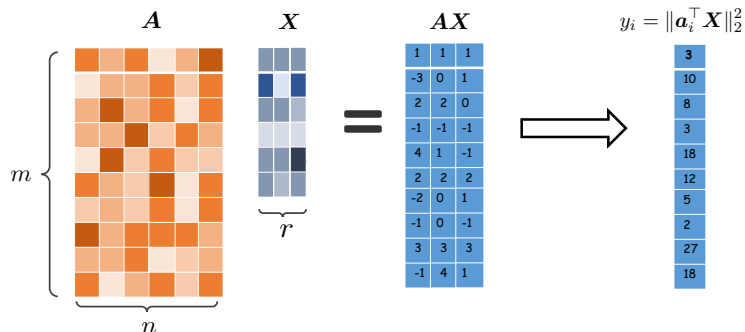 A X AX y_i = ‖a_i^⊤ X‖_2^2
m
=
1 1 1 3
-3 0 1 10
2 2 0 8
-1 -1 -1 3
4 1 -1 18
2 2 2 12
-2 0 1 5
-1 0 -1 2
3 3 3 27
-1 4 1 18
r
n